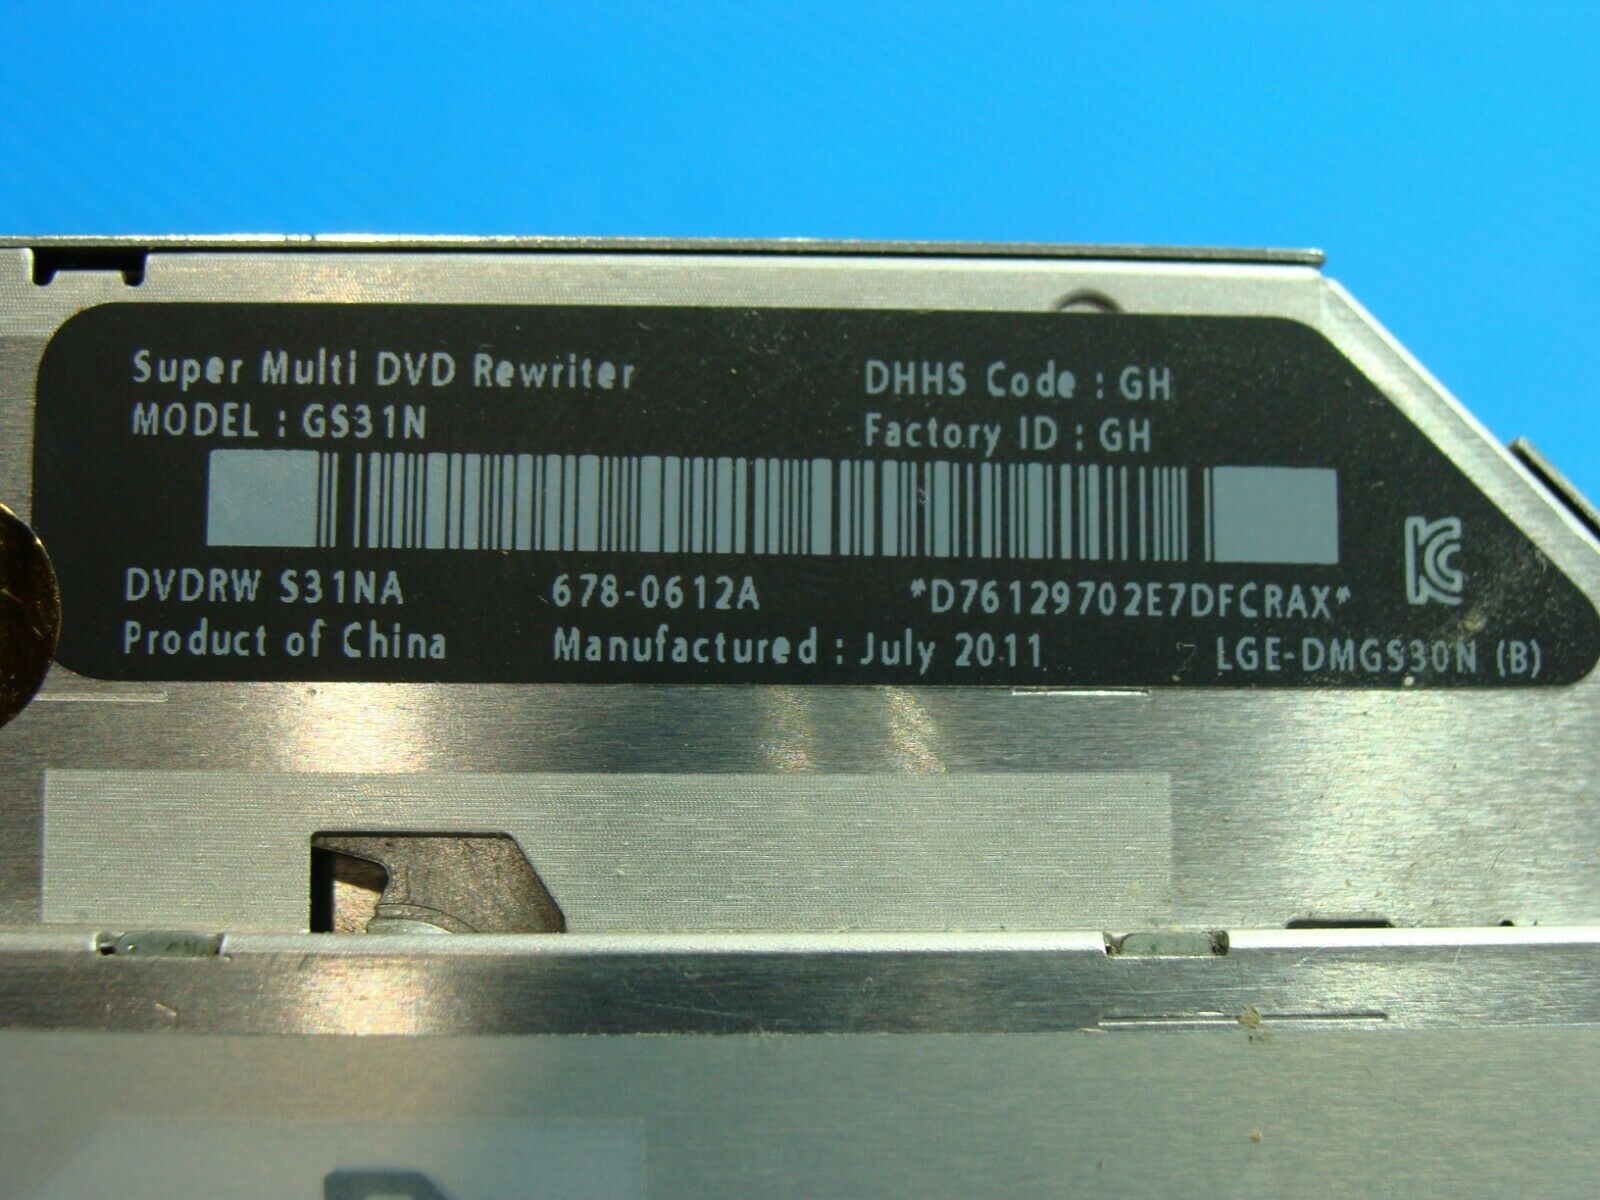 Super Multi DVD Rewriter
MODEL : GS31N
DHHS Code : GH
Factory ID : GH
DVDRW S31NA 678-0612A *D76129702E7DFCRAX*
Product of China Manufactured : July 2011 LGE-DMGS30N (B)
KC